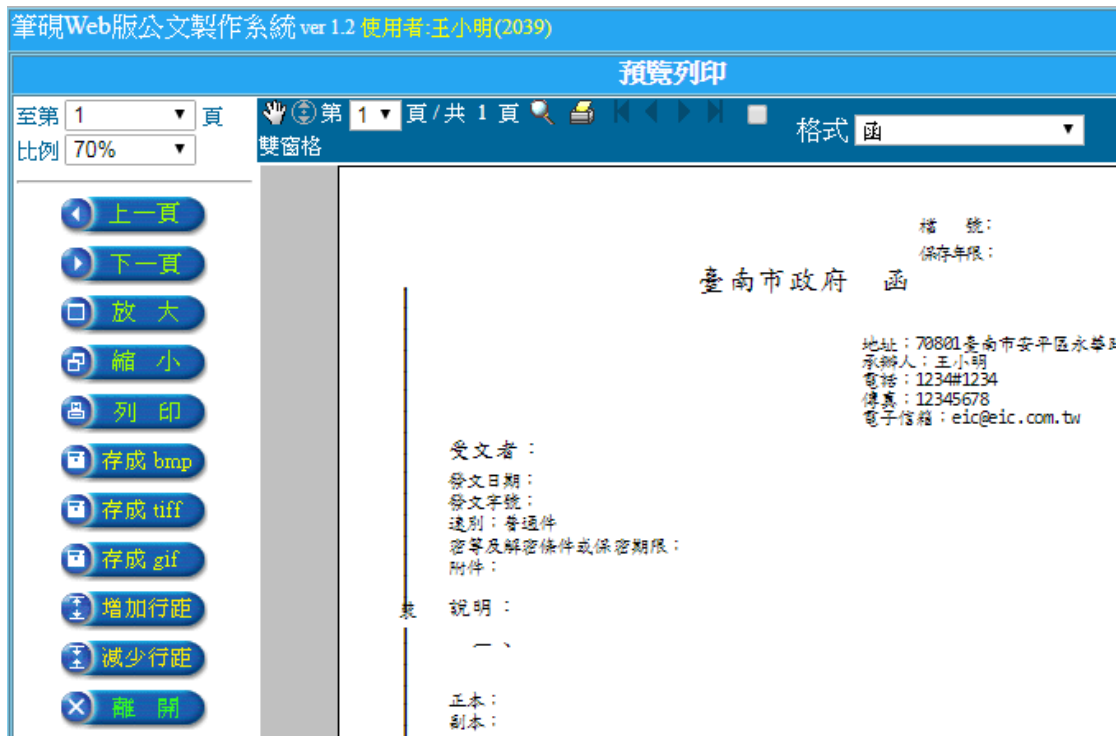 筆硯Web版公文製作系統 ver 1.2 使用者:王小明(2039)
預覽列印
至第 1 頁
比例 70%
第 1 頁/共 1 頁
雙窗格
格式 函
上一頁
下一頁
放 大
縮 小
列 印
存成 bmp
存成 tiff
存成 gif
增加行距
減少行距
離 開
檔 號:
保存年限:
臺南市政府 函
地址:70801臺南市安平區永華
承辦人:王小明
電話:1234#1234
傳真:12345678
電子信箱:eic@eic.com.tw
受文者:
發文日期:
發文字號:
速別:普通件
密等及解密條件或保密期限:
附件:
裝
說明:
一、
正本:
副本: